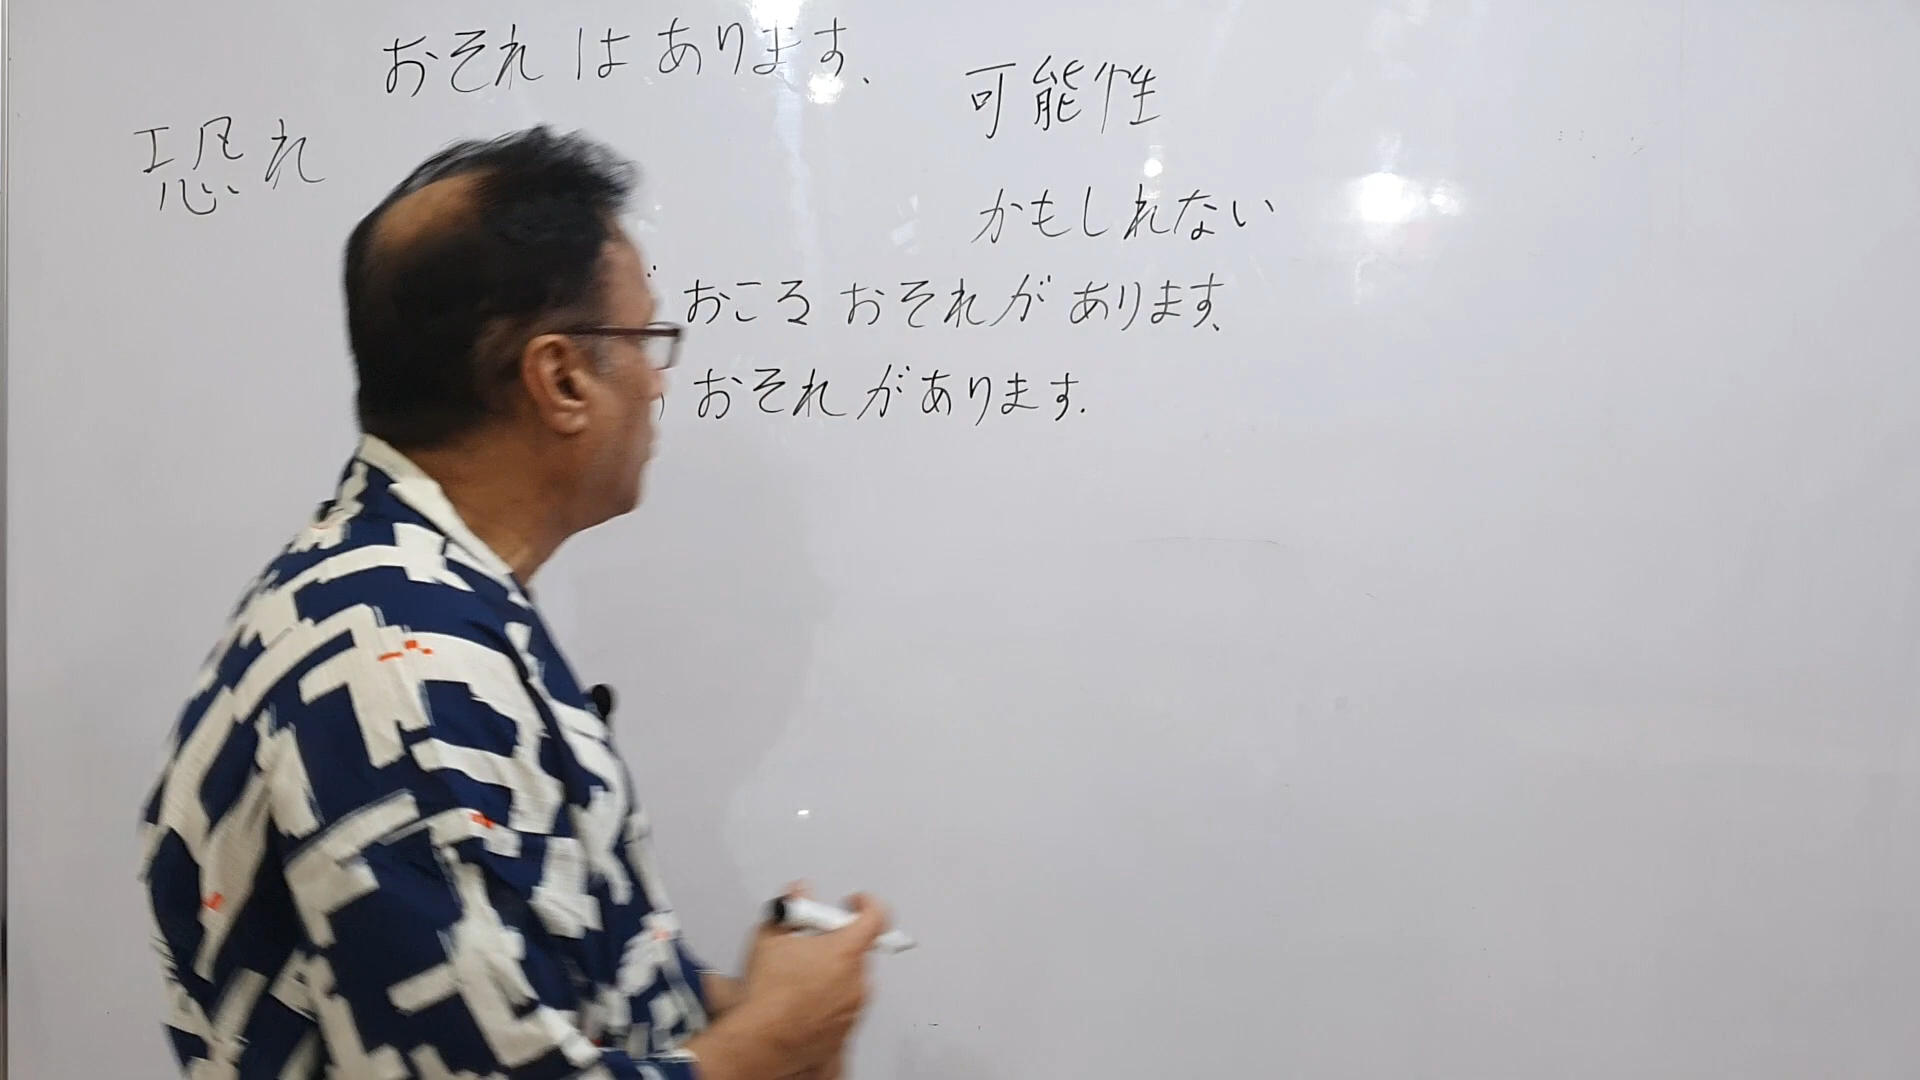 おそれはあります.
可能性
恐れ
かもしれない
おころおそれがあります.
おそれがあります.